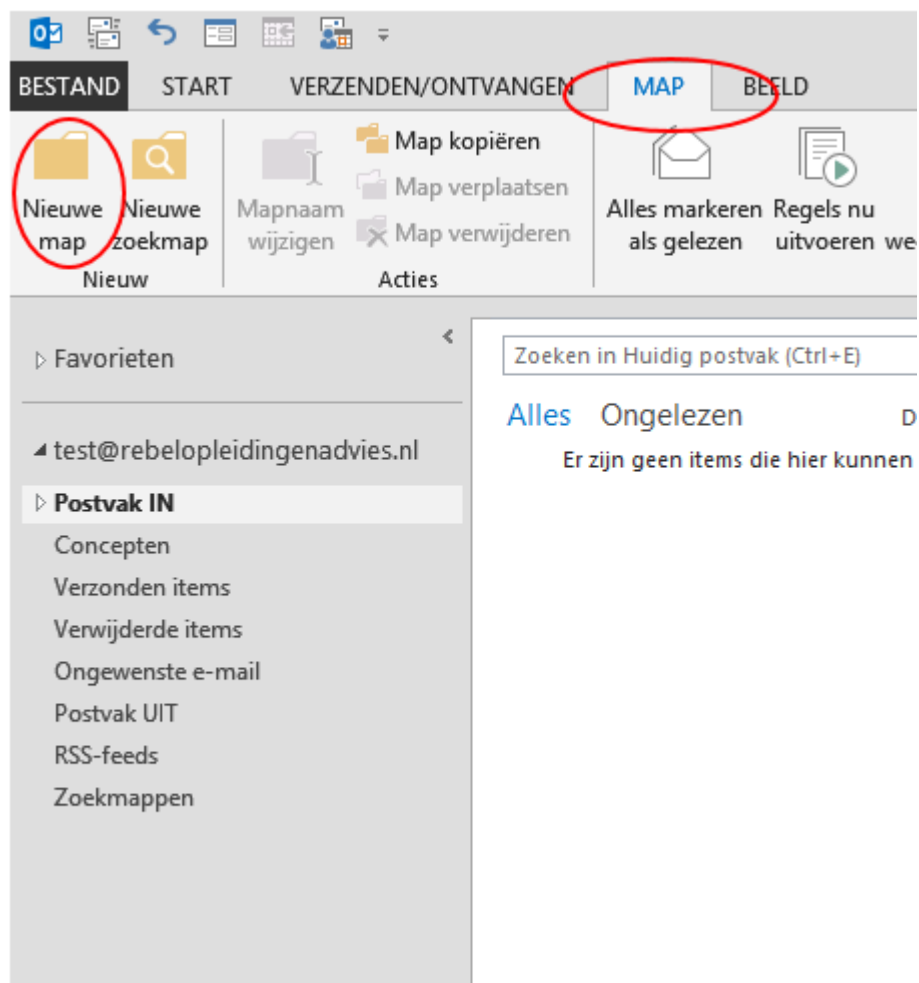 BESTAND START VERZENDEN/ONTVANGEN MAP BEELD
Nieuwe map
Nieuwe zoekmap
Nieuw
Mapnaam wijzigen
Map kopiëren
Map verplaatsen
Map verwijderen
Acties
Alles markeren als gelezen
Regels nu uitvoeren
Favorieten
test@rebelopleidingenadvies.nl
Postvak IN
Concepten
Verzonden items
Verwijderde items
Ongewenste e-mail
Postvak UIT
RSS-feeds
Zoekmappen
Zoeken in Huidig postvak (Ctrl+E)
Alles Ongelezen
Er zijn geen items die hier kunnen